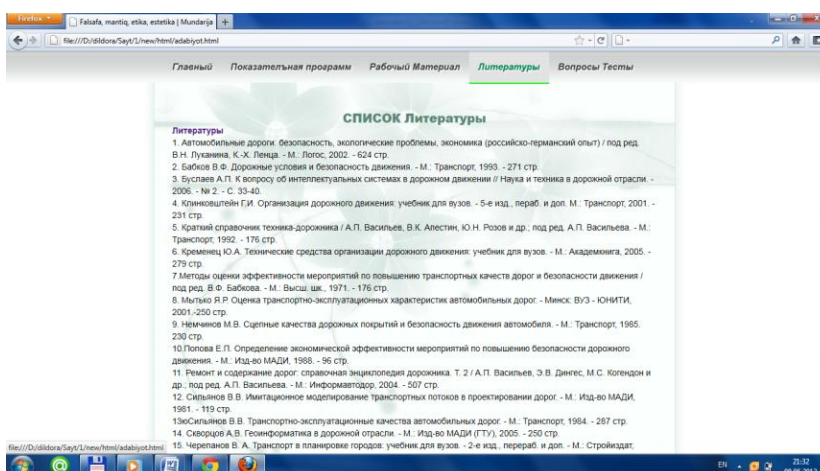 Firefox
Falsafa, mantiq, etika, estetika | Mundarija
file:///D:/dildora/Sayt/1/new/html/adabiyot.html
Главный Показателъная программ Рабочый Материал Литературы Вопросы Тесты
СПИСОК Литературы
Литературы
1. Автомобильные дороги: безопасность, экологические проблемы, экономика (российско-германский опыт) / под ред.
В.Н. Луканина, К.-Х. Ленца. - М.: Логос, 2002. - 624 стр.
2. Бабков В.Ф. Дорожные условия и безопасность движения. - М.: Транспорт, 1993. - 271 стр.
3. Буслаев А.П. К вопросу об интеллектуальных системах в дорожном движении // Наука и техника в дорожной отрасли. -
2006. - № 2. - С. 33-40.
4. Клинковштейн Г.И. Организация дорожного движения: учебник для вузов. - 5-е изд., пераб. и доп. М.: Транспорт, 2001. -
231 стр.
5. Краткий справочник техника-дорожника / А.П. Васильев, В.К. Апестин, Ю.Н. Розов и др.; под ред. А.П. Васильева. - М.:
Транспорт, 1992. - 176 стр.
6. Кременец Ю.А. Технические средства организации дорожного движения: учебник для вузов. - М.: Академкнига, 2005. -
279 стр.
7.Методы оценки эффективности мероприятий по повышению транспортных качеств дорог и безопасности движения /
под ред. В.Ф. Бабкова. - М.: Высш. шк., 1971. - 176 стр.
8. Мытько Я.Р. Оценка транспортно-эксплуатационных характеристик автомобильных дорог. - Минск: ВУЗ - ЮНИТИ,
2001.-250 стр.
9. Немчинов М.В. Сцепные качества дорожных покрытий и безопасность движения автомобиля. - М.: Транспорт, 1985.
230 стр.
10.Попова Е.П. Определение экономической эффективности мероприятий по повышению безопасности дорожного
движения. - М.: Изд-во МАДИ, 1988. - 96 стр.
11. Ремонт и содержание дорог: справочная энциклопедия дорожника. Т. 2 / А.П. Васильев, Э.В. Дингес, М.С. Когендон и
др.; под ред. А.П. Васильева. - М.: Информавтодор, 2004. - 507 стр.
12. Сильянов В.В. Имитационное моделирование транспортных потоков в проектировании дорог. - М.: Изд-во МАДИ,
1981. - 119 стр.
13юСильянов В.В. Транспортно-эксплуатационные качества автомобильных дорог. - М.: Транспорт, 1984. - 287 стр.
14. Скворцов А.В. Геоинформатика в дорожной отрасли. - М.: Изд-во МАДИ (ГТУ), 2005. - 250 стр.
15. Черепанов В. А. Транспорт в планировке городов: учебник для вузов. - 2-е изд., перераб. и доп. - М.: Стройиздат,
file:///D:/dildora/Sayt/1/new/html/adabiyot.html
EN 21:32